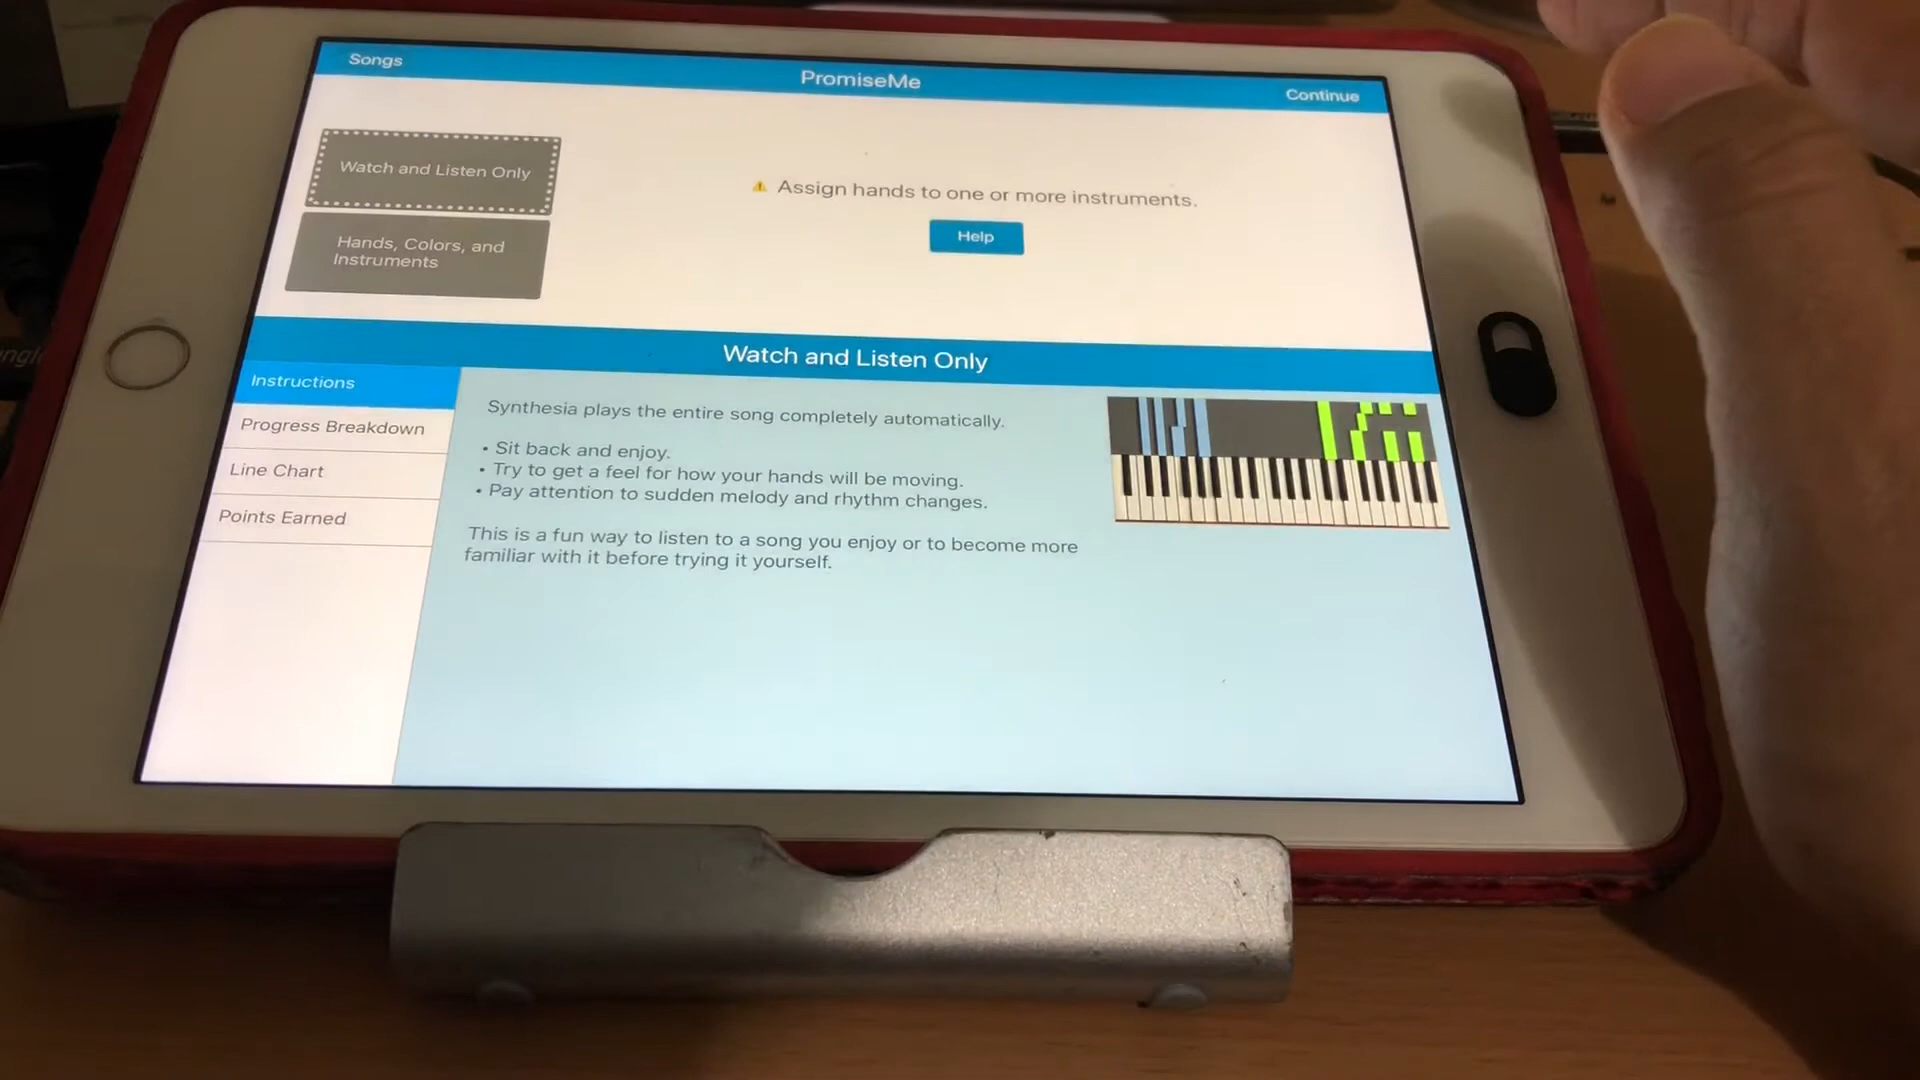 Songs
PromiseMe
Continue
Watch and Listen Only
Assign hands to one or more instruments.
Help
Hands, Colors, and
Instruments
Watch and Listen Only
Instructions
Progress Breakdown
Line Chart
Points Earned
Synthesia plays the entire song completely automatically.
• Sit back and enjoy.
• Try to get a feel for how your hands will be moving.
• Pay attention to sudden melody and rhythm changes.
This is a fun way to listen to a song you enjoy or to become more
familiar with it before trying it yourself.